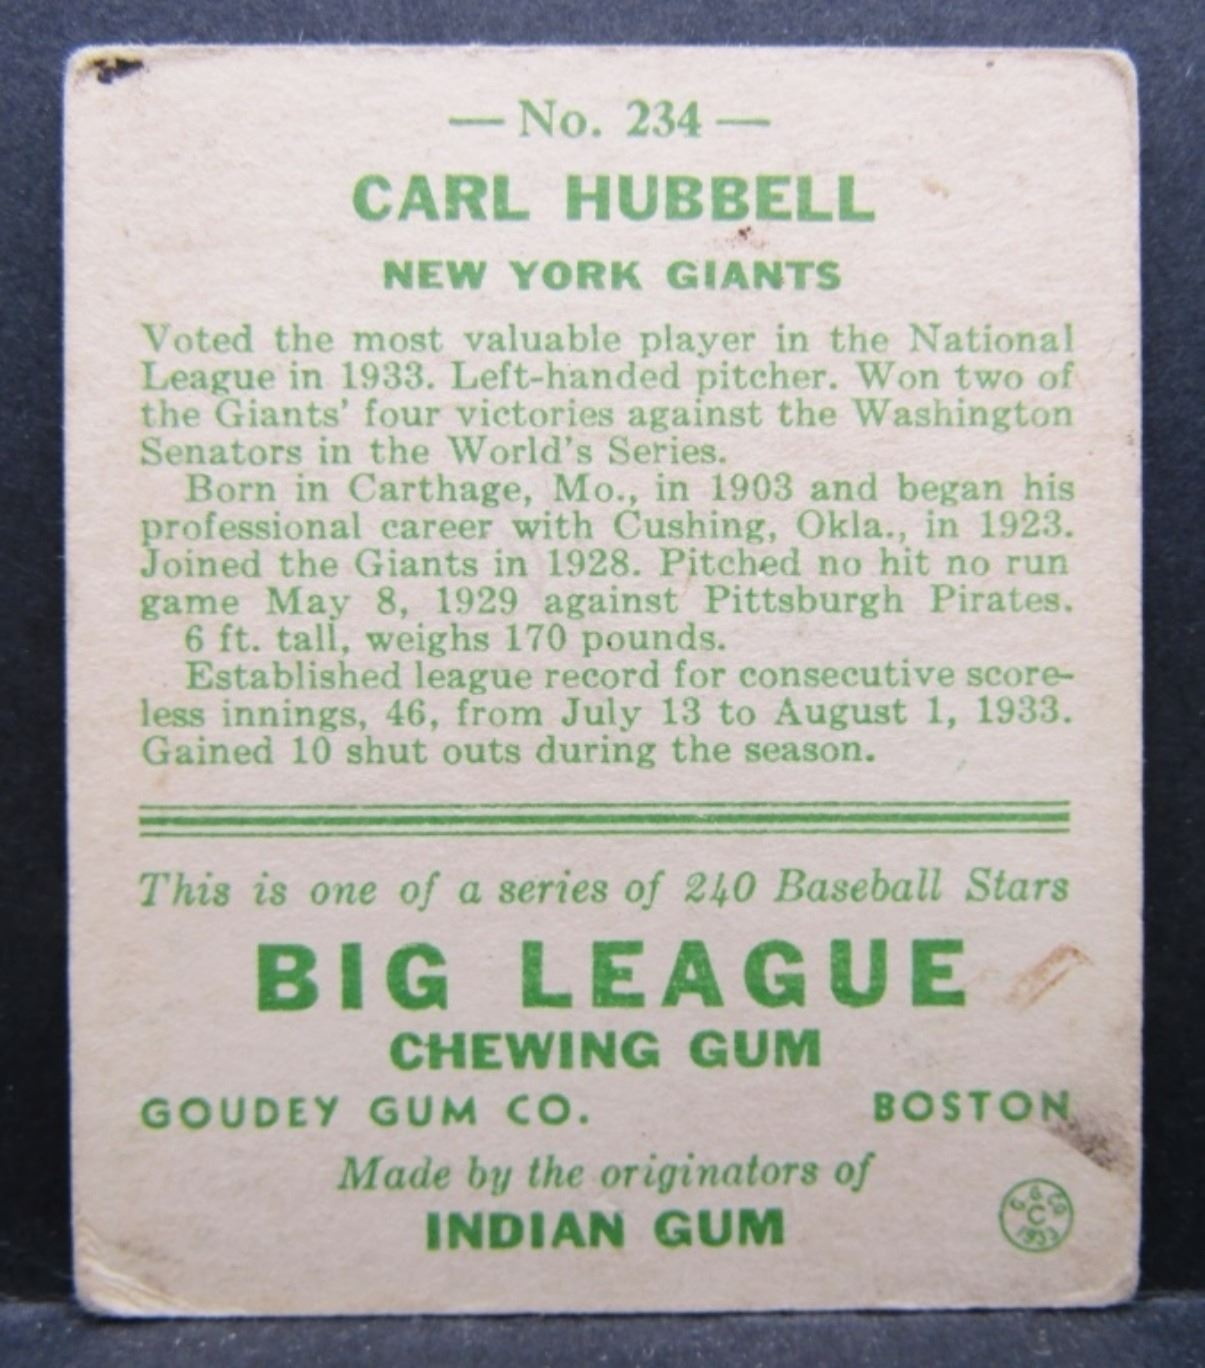 — No. 234 —
CARL HUBBELL
NEW YORK GIANTS
Voted the most valuable player in the National
League in 1933. Left-handed pitcher. Won two of
the Giants' four victories against the Washington
Senators in the World's Series.
Born in Carthage, Mo., in 1903 and began his
professional career with Cushing, Okla., in 1923.
Joined the Giants in 1928. Pitched no hit no run
game May 8, 1929 against Pittsburgh Pirates.
6 ft. tall, weighs 170 pounds.
Established league record for consecutive score-
less innings, 46, from July 13 to August 1, 1933.
Gained 10 shut outs during the season.
This is one of a series of 240 Baseball Stars
BIG LEAGUE
CHEWING GUM
GOUDEY GUM CO. BOSTON
Made by the originators of
INDIAN GUM
G. G. CO
C
1933